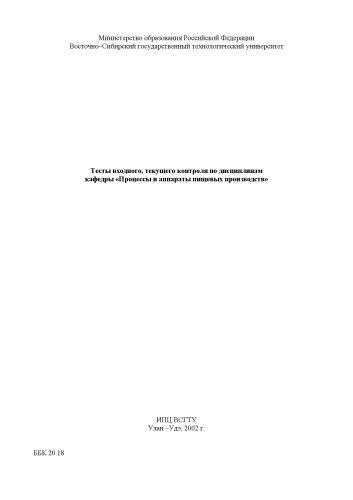 Министерство образования Российской Федерации
Восточно–Сибирский государственный технологический университет
Тесты входного, текущего контроля по дисциплинам
кафедры «Процессы и аппараты пищевых производств»
ИПЦ ВСГТУ
Улан –Удэ, 2002 г.
ББК 20.18